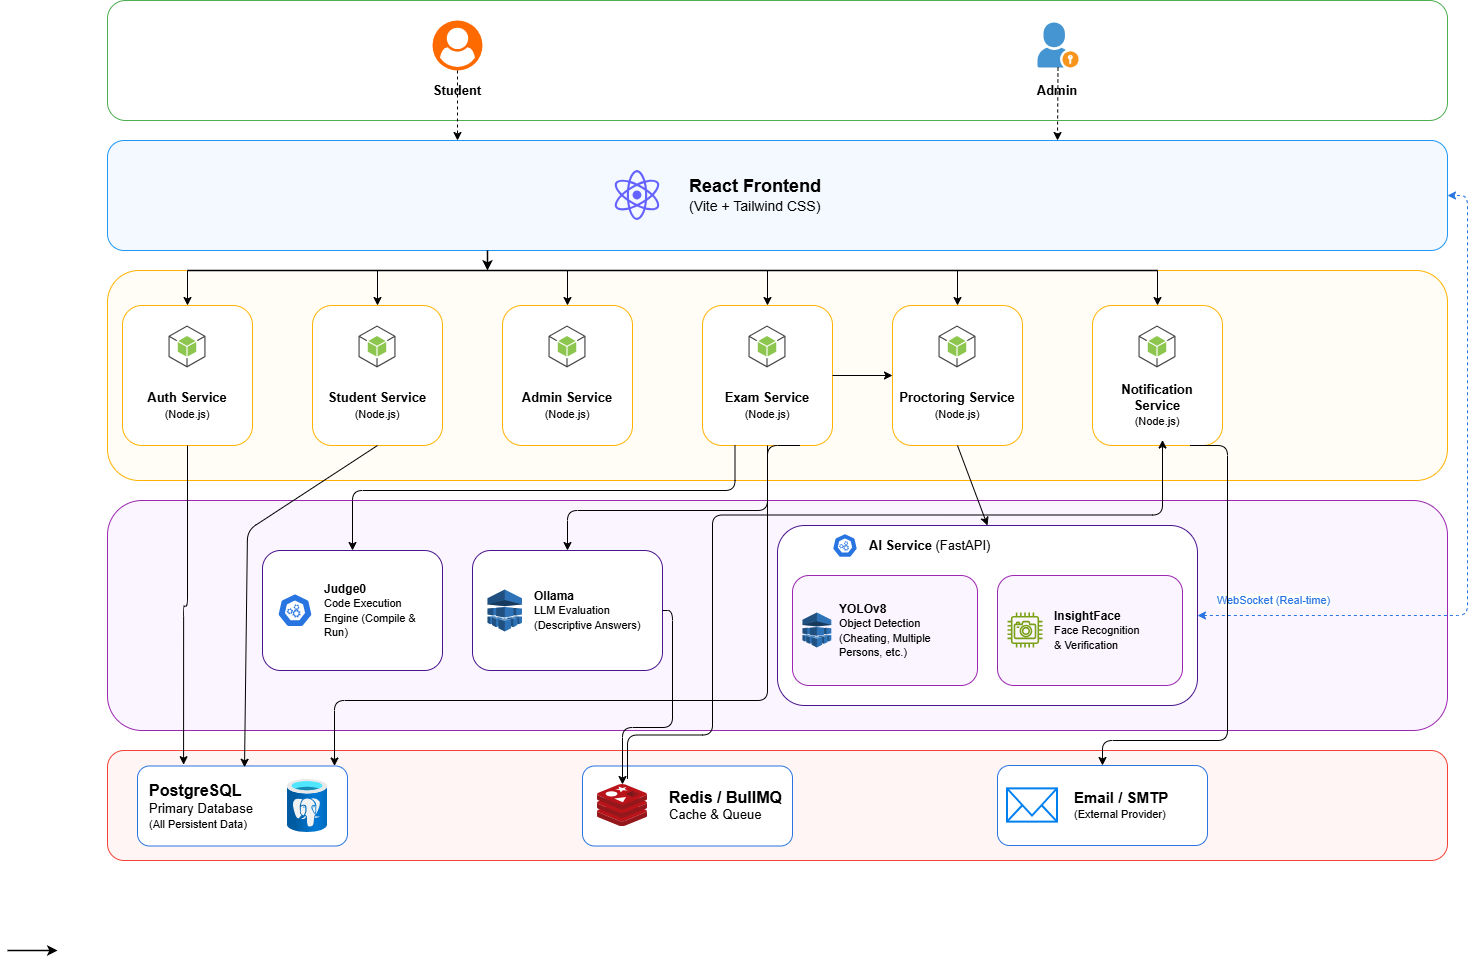 Student
Admin
React Frontend
(Vite + Tailwind CSS)
Auth Service
(Node.js)
Student Service
(Node.js)
Admin Service
(Node.js)
Exam Service
(Node.js)
Proctoring Service
(Node.js)
Notification
Service
(Node.js)
Judge0
Code Execution
Engine (Compile &
Run)
Ollama
LLM Evaluation
(Descriptive Answers)
AI Service (FastAPI)
YOLOv8
Object Detection
(Cheating, Multiple
Persons, etc.)
InsightFace
Face Recognition
& Verification
WebSocket (Real-time)
PostgreSQL
Primary Database
(All Persistent Data)
Redis / BullMQ
Cache & Queue
Email / SMTP
(External Provider)